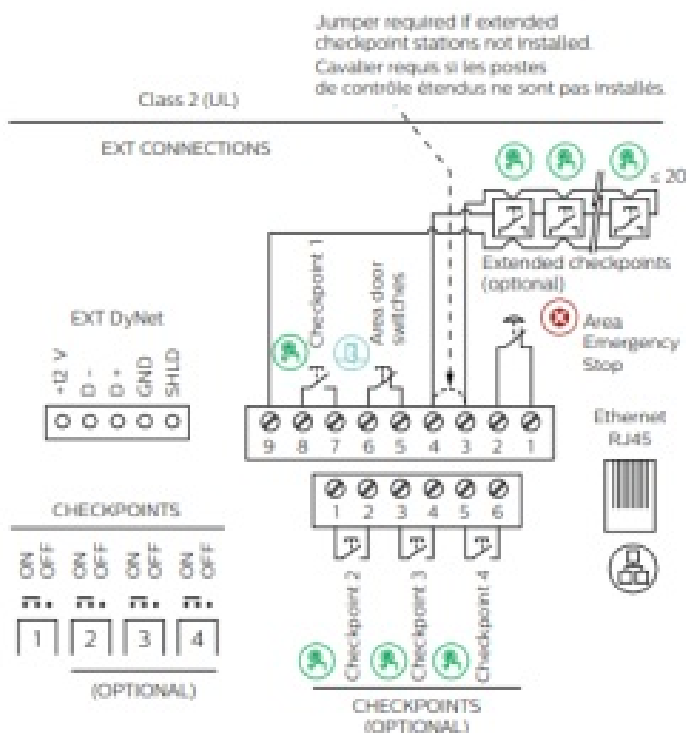 Jumper required if extended
checkpoint stations not installed.
Cavalier requis si les postes
de contrôle étendus ne sont pas installés.
Class 2 (UL)
EXT CONNECTIONS
≤ 20
Extended checkpoints
(optional)
Checkpoint 1
Area door
switches
Area
Emergency
Stop
EXT DyNet
+12 V
D -
D +
GND
SHLD
9 8 7 6 5 4 3 2 1
Ethernet
RJ45
1 2 3 4 5 6
CHECKPOINTS
ON OFF ON OFF ON OFF ON OFF
1 2 3 4
(OPTIONAL)
Checkpoint 2
Checkpoint 3
Checkpoint 4
CHECKPOINTS
(OPTIONAL)